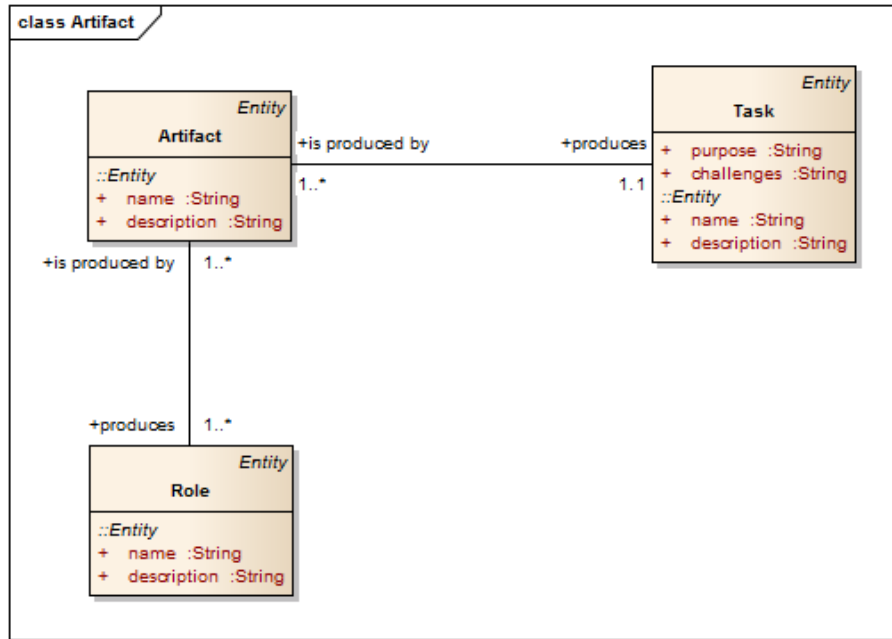 class Artifact
Entity
Artifact
::Entity
+ name :String
+ description :String
+is produced by
1..*
+produces
1..1
Entity
Task
+ purpose :String
+ challenges :String
::Entity
+ name :String
+ description :String
+is produced by
1..*
+produces
1..*
Entity
Role
::Entity
+ name :String
+ description :String